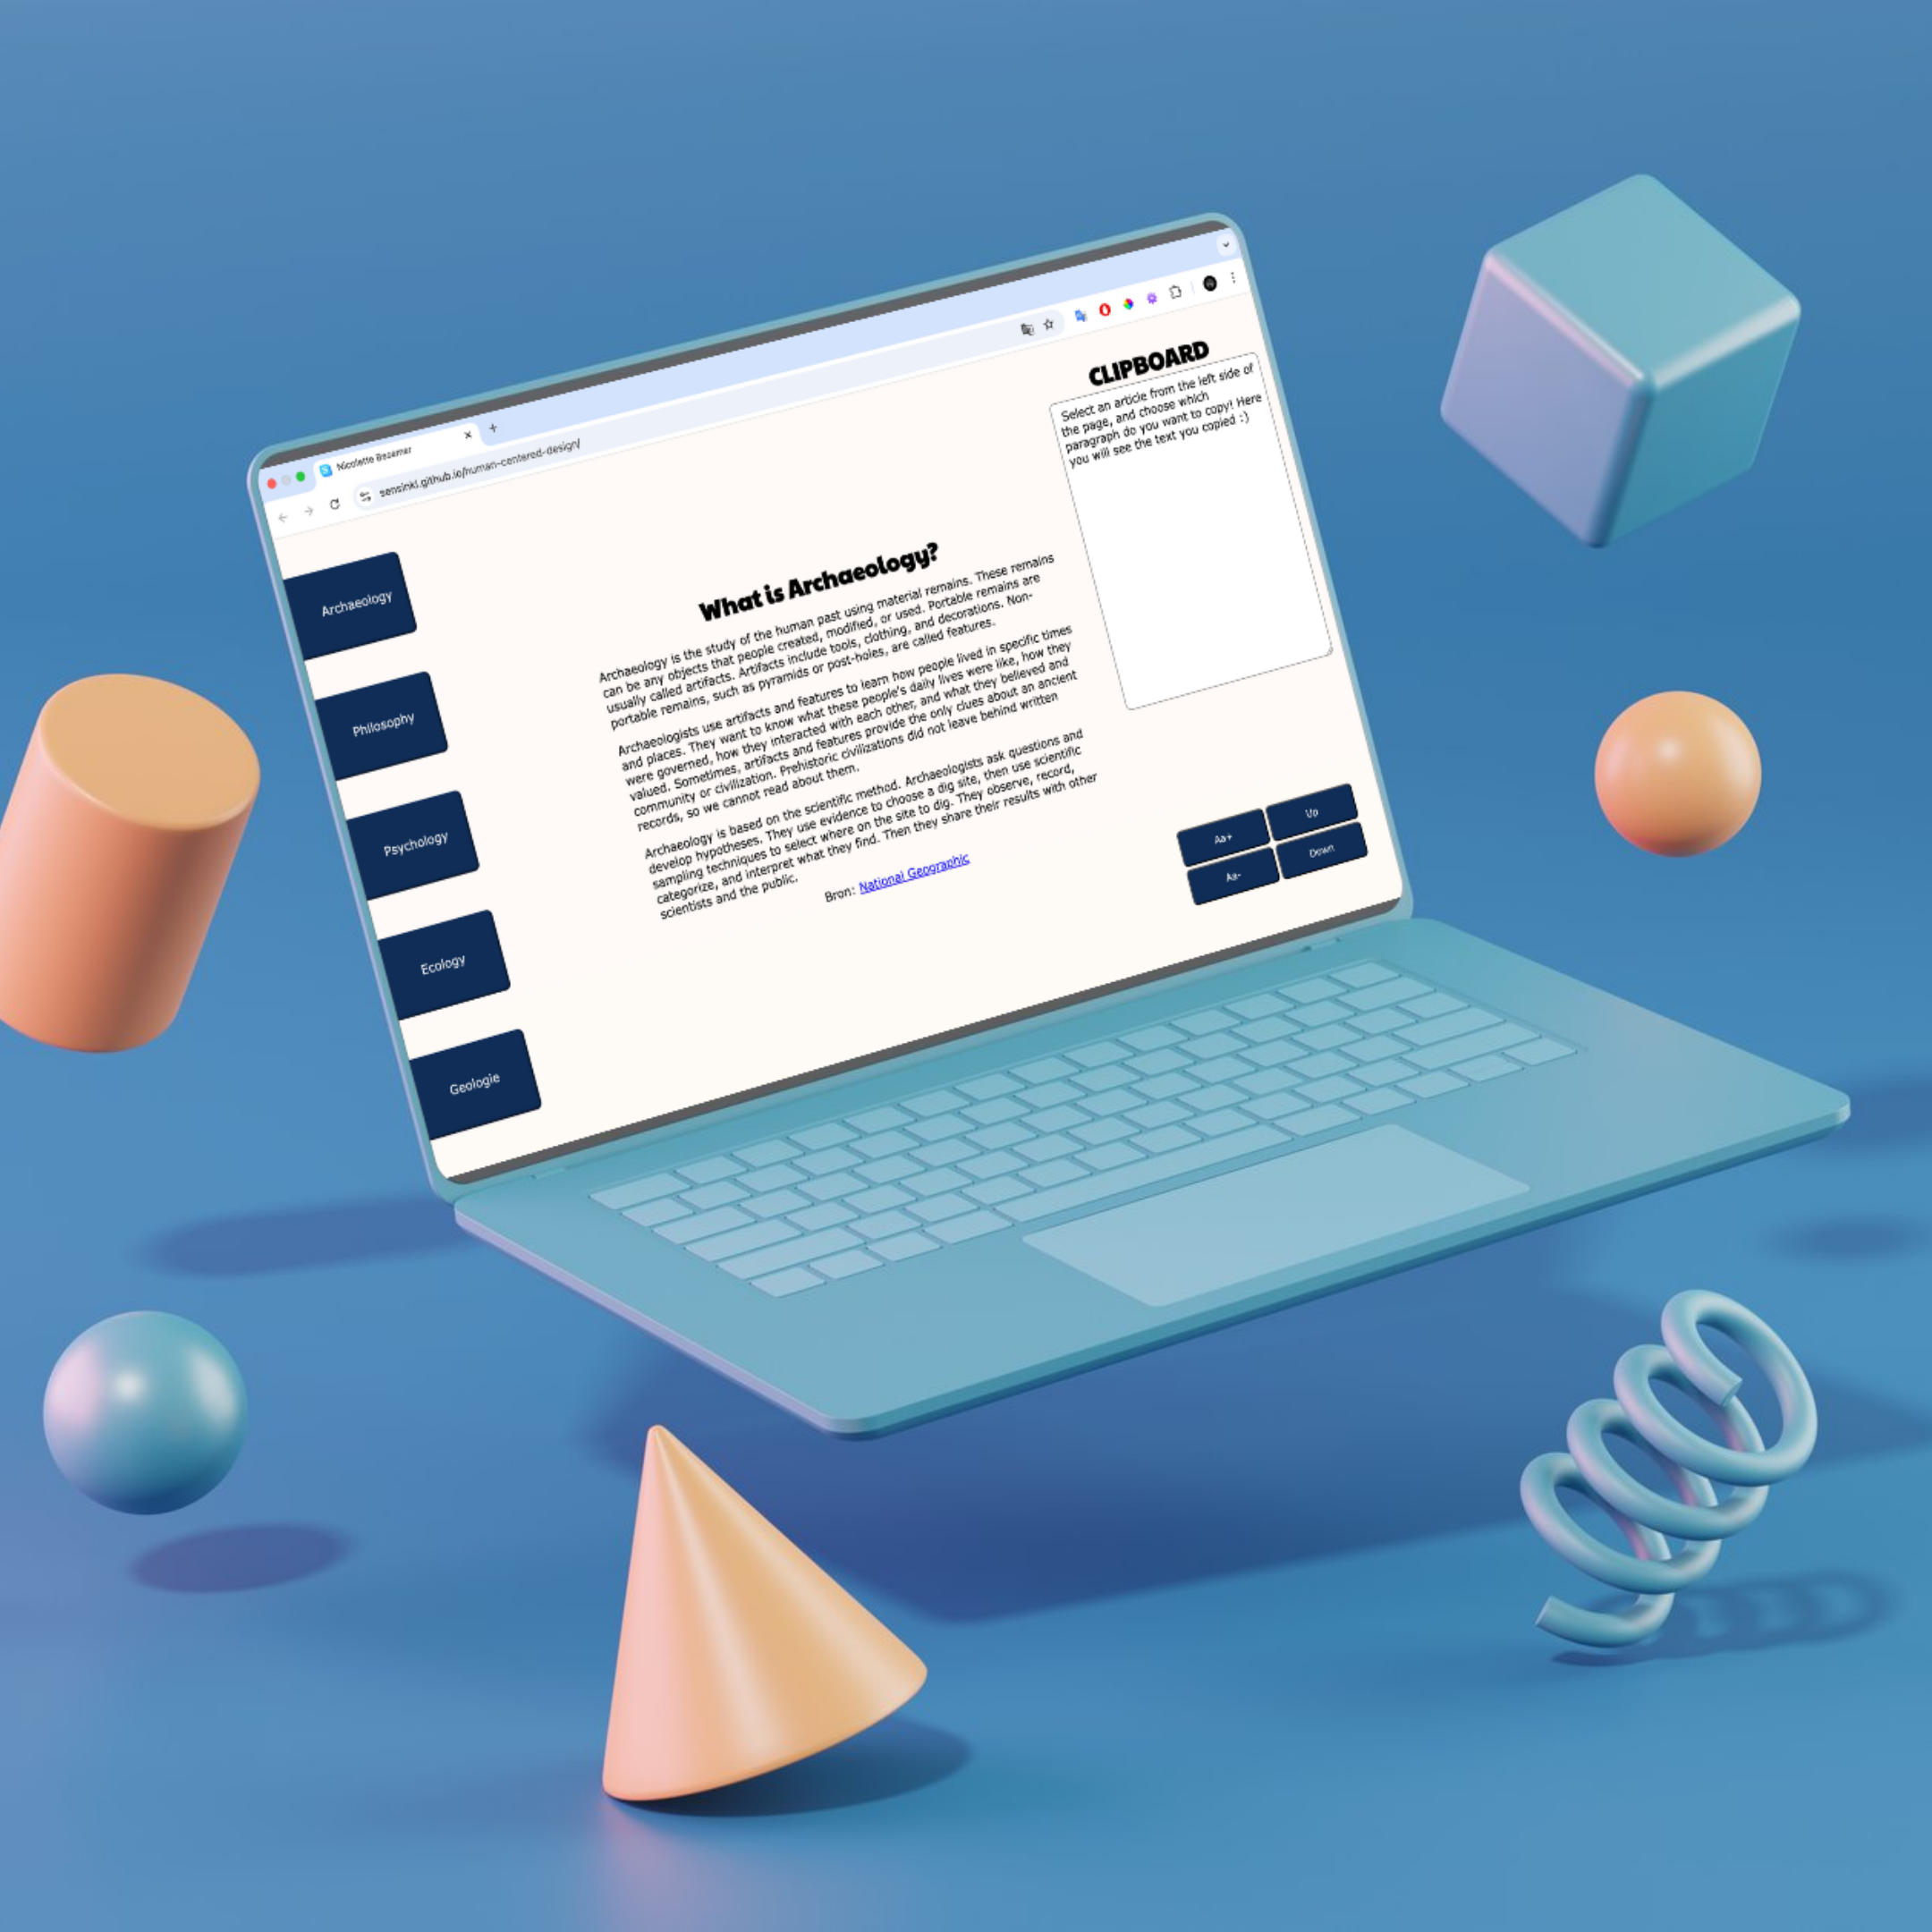 Nicolette Bezemer
sensinki.github.io/human-centered-design/
Archaeology
Philosophy
Psychology
Ecology
Geologie
What is Archaeology?
Archaeology is the study of the human past using material remains. These remains
can be any objects that people created, modified, or used. Portable remains are
usually called artifacts. Artifacts include tools, clothing, and decorations. Non-
portable remains, such as pyramids or post-holes, are called features.
Archaeologists use artifacts and features to learn how people lived in specific times
and places. They want to know what these people's daily lives were like, how they
were governed, how they interacted with each other, and what they believed and
valued. Sometimes, artifacts and features provide the only clues about an ancient
community or civilization. Prehistoric civilizations did not leave behind written
records, so we cannot read about them.
Archaeology is based on the scientific method. Archaeologists ask questions and
develop hypotheses. They use evidence to choose a dig site, then use scientific
sampling techniques to select where on the site to dig. They observe, record,
categorize, and interpret what they find. Then they share their results with other
scientists and the public.
Bron: National Geographic
CLIPBOARD
Select an article from the left side of
the page, and choose which
paragraph do you want to copy! Here
you will see the text you copied :)
Aa+
Up
Aa-
Down